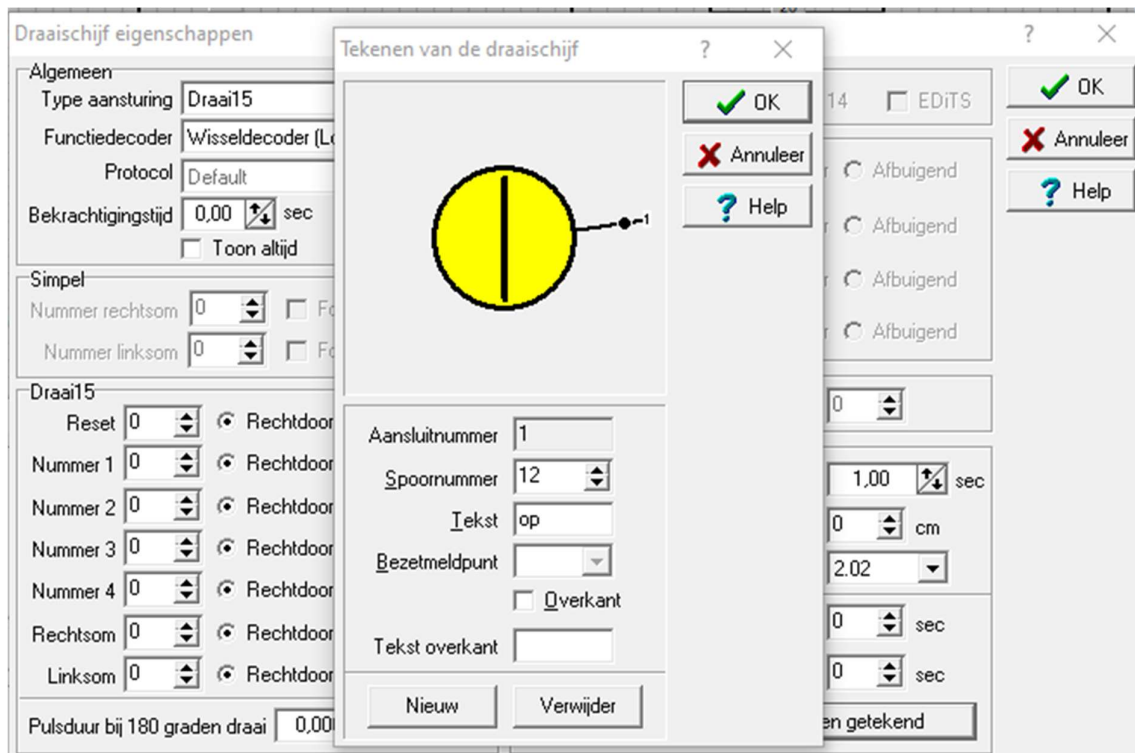 20
Draaischijf eigenschappen
?
Algemeen
Type aansturing Draai15
Functiedecoder Wisseldecoder
Protocol Default
Bekrachtigingstijd 0,00 sec
Toon altijd
Simpel
Nummer rechtsom 0
Nummer linksom 0
Draai15
Reset 0 Rechtdoor
Nummer 1 0 Rechtdoor
Nummer 2 0 Rechtdoor
Nummer 3 0 Rechtdoor
Nummer 4 0 Rechtdoor
Rechtsom 0 Rechtdoor
Linksom 0 Rechtdoor
Pulsduur bij 180 graden draai
Tekenen van de draaischijf
?
1
OK
Annuleer
? Help
Aansluitnummer 1
Spoornummer 12
Tekst op
Bezetmeldpunt
Overkant
Tekst overkant
Nieuw Verwijder
14 EDiTS
Afbuigend
Afbuigend
Afbuigend
Afbuigend
0
1,00 sec
0 cm
2.02
0 sec
0 sec
getekend
OK
Annuleer
? Help